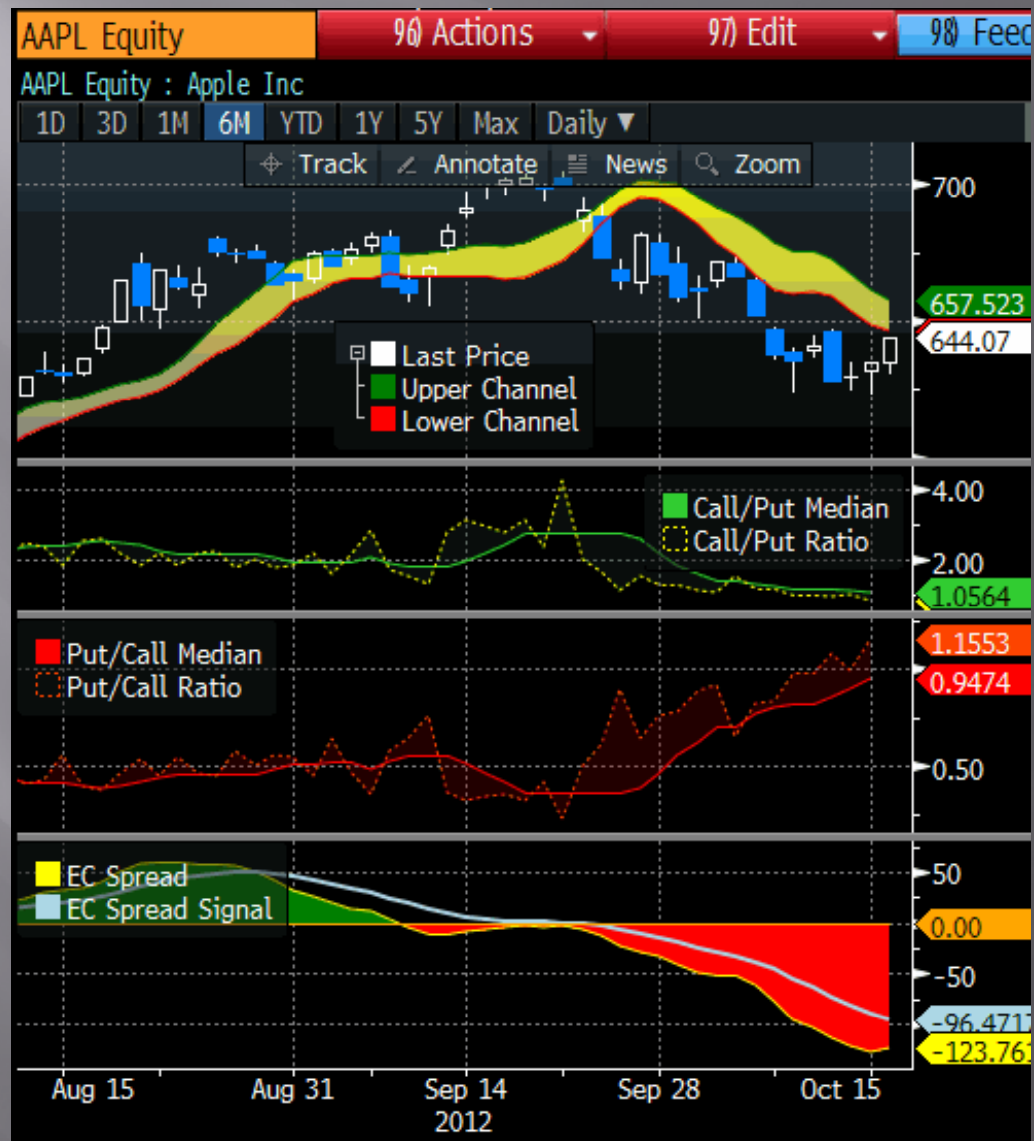 AAPL Equity 96) Actions 97) Edit 98) Feed
AAPL Equity : Apple Inc
1D 3D 1M 6M YTD 1Y 5Y Max Daily
Track Annotate News Zoom
700
657.523
644.07
Last Price
Upper Channel
Lower Channel
4.00
Call/Put Median
Call/Put Ratio
2.00
1.0564
1.1553
Put/Call Median
0.9474
Put/Call Ratio
0.50
50
EC Spread
EC Spread Signal
0.00
-50
-96.471
-123.761
Aug 15 Aug 31 Sep 14 Sep 28 Oct 15
2012